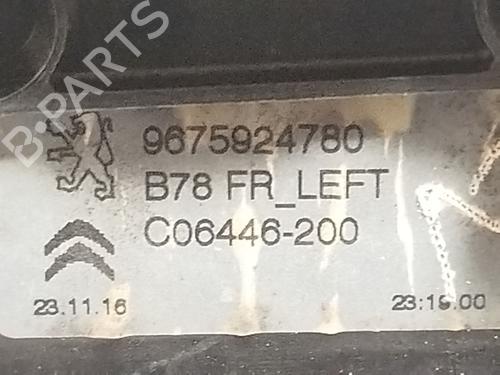 B-PARTS
9675924780
B78 FR_LEFT
C06446-200
23.11.16 23:19.00